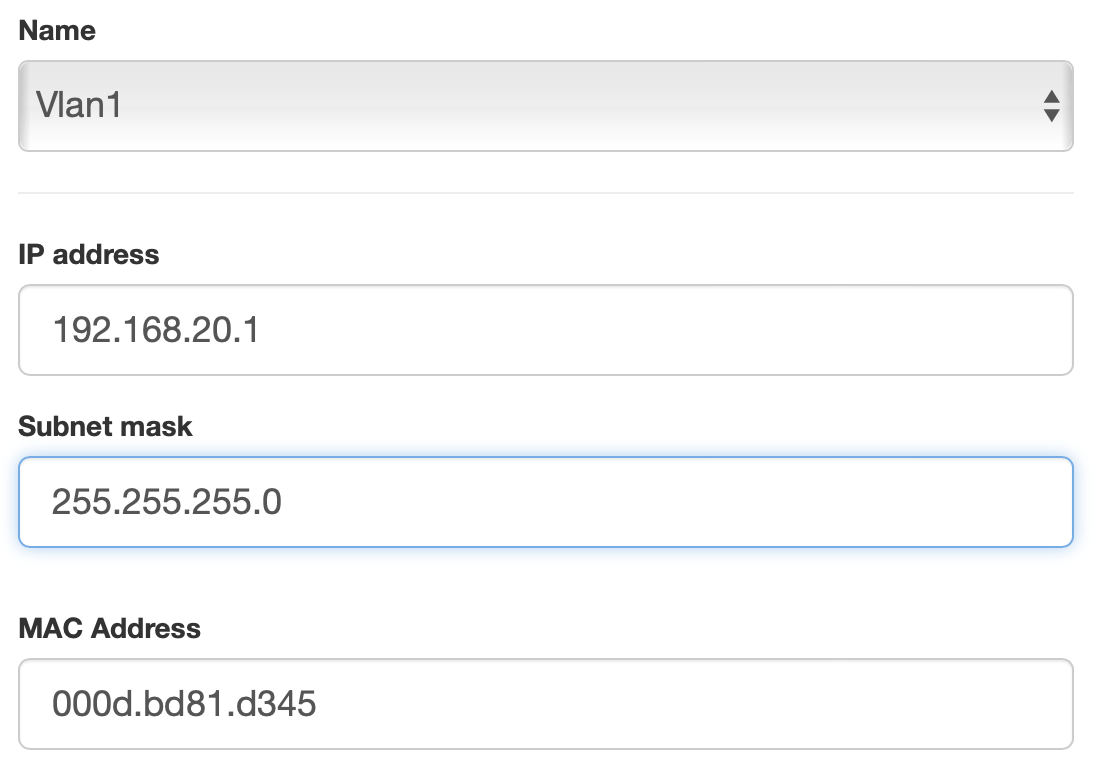 Name
Vlan1
IP address
192.168.20.1
Subnet mask
255.255.255.0
MAC Address
000d.bd81.d345